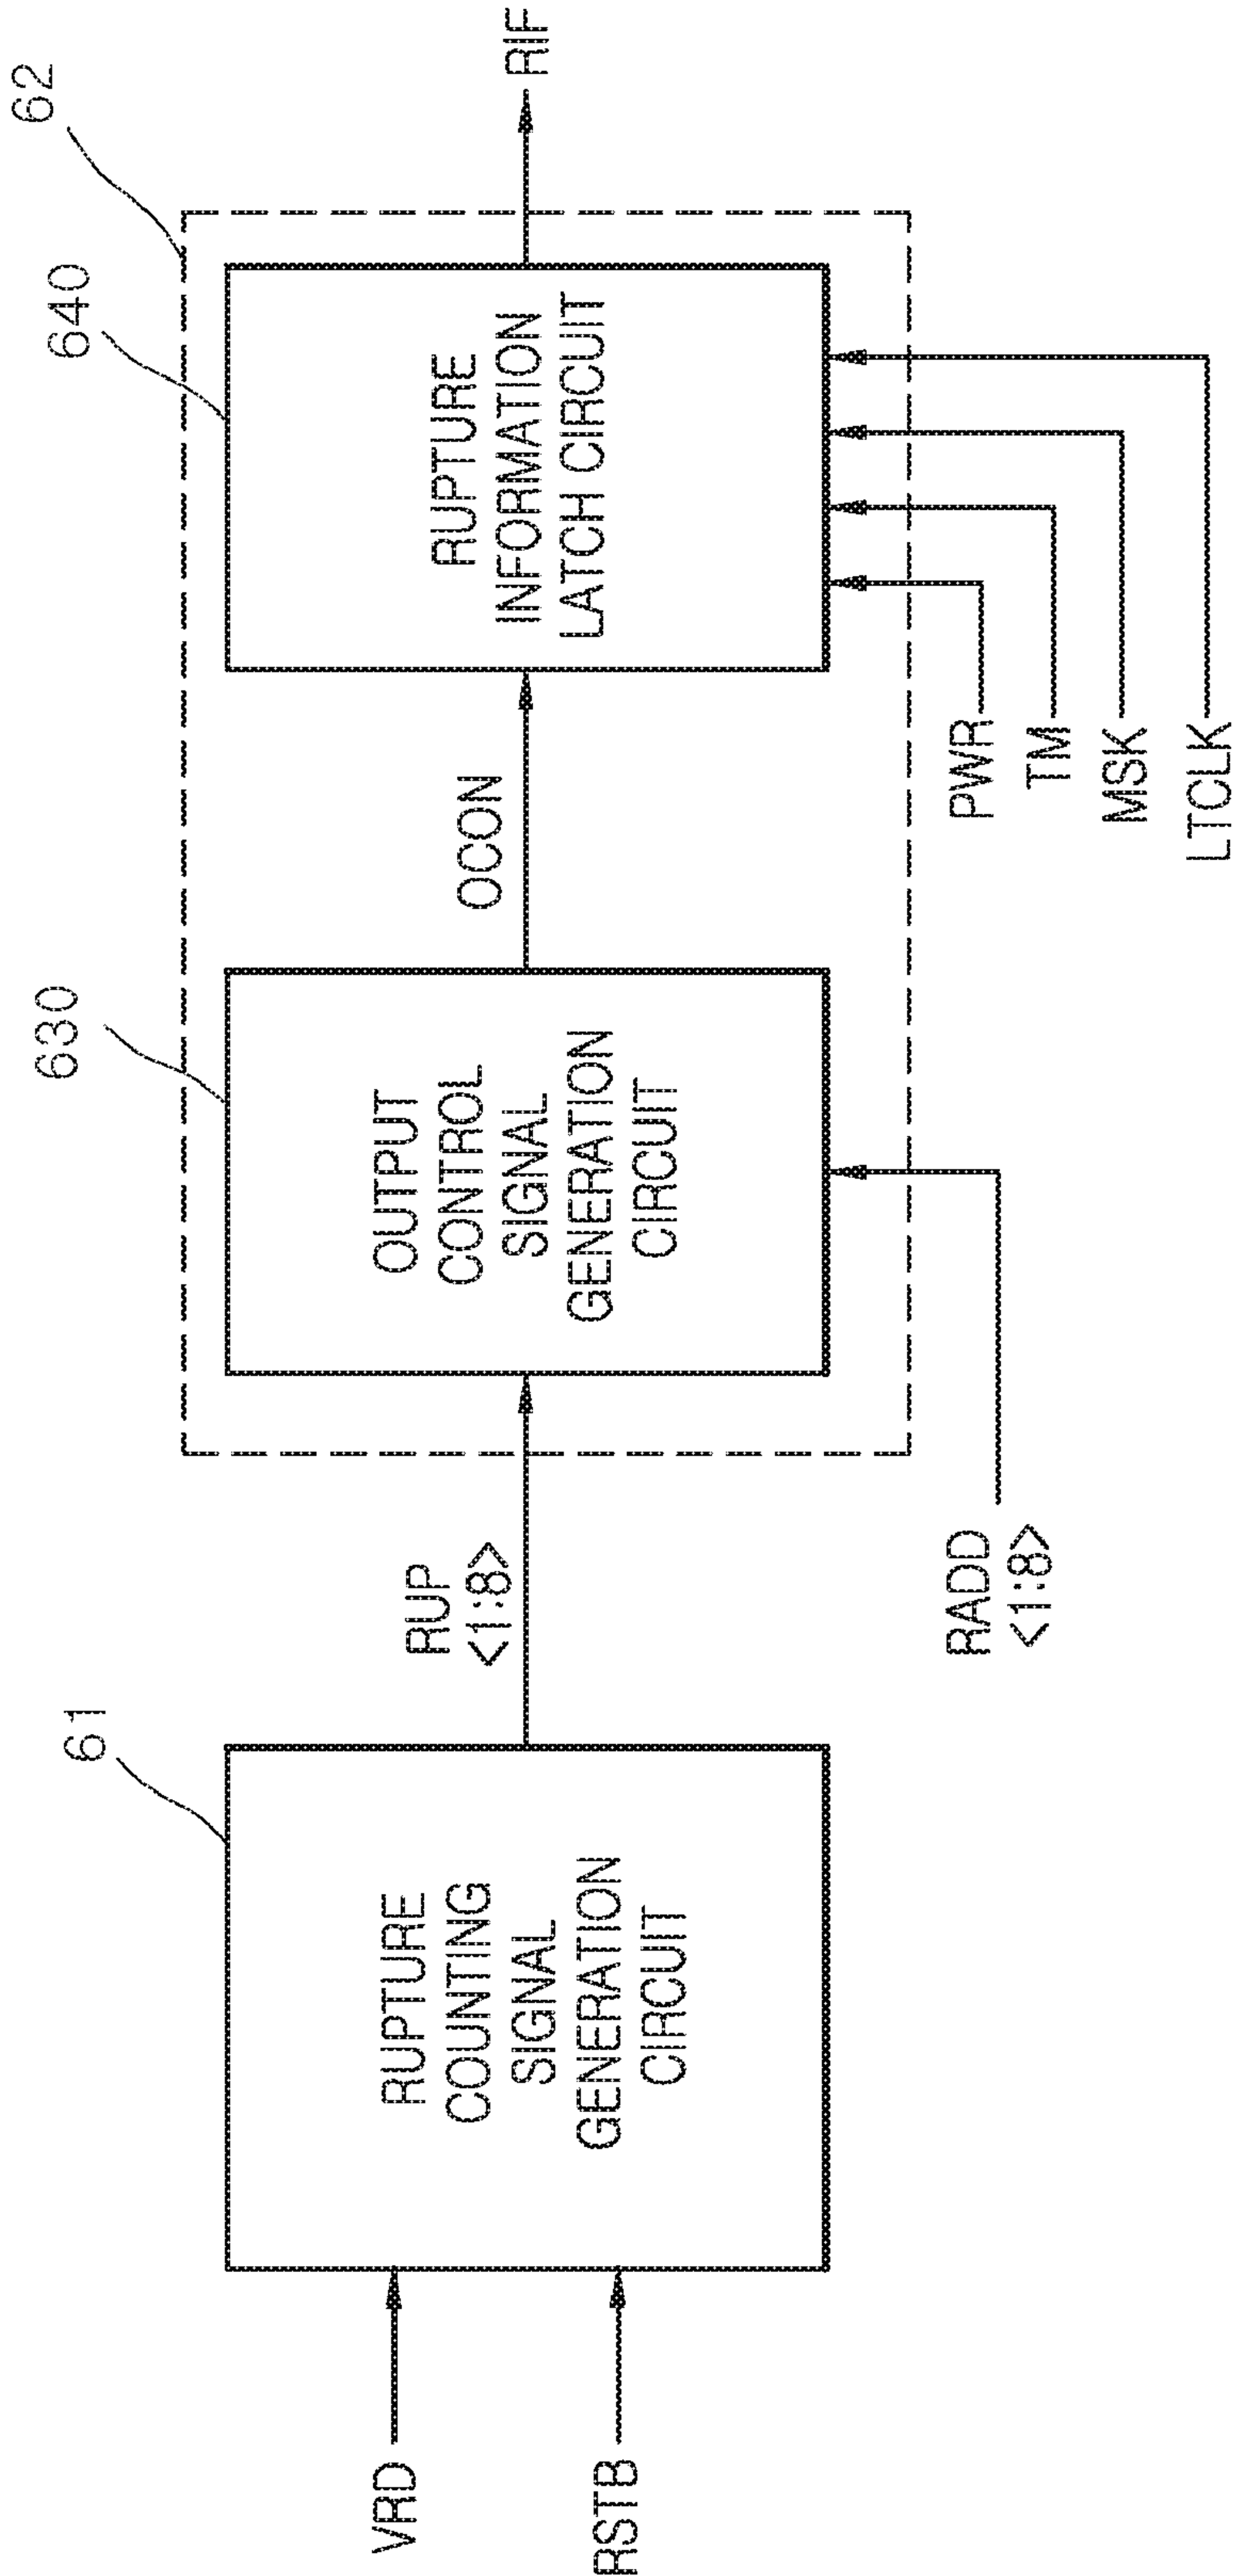 62
61
630
640
VRD
RSTB
RUPTURE
COUNTING
SIGNAL
GENERATION
CIRCUIT
RUP
<1:8>
RADD
<1:8>
OUTPUT
CONTROL
SIGNAL
GENERATION
CIRCUIT
OCON
RUPTURE
INFORMATION
LATCH CIRCUIT
RIF
PWR
TM
MSK
LTCLK